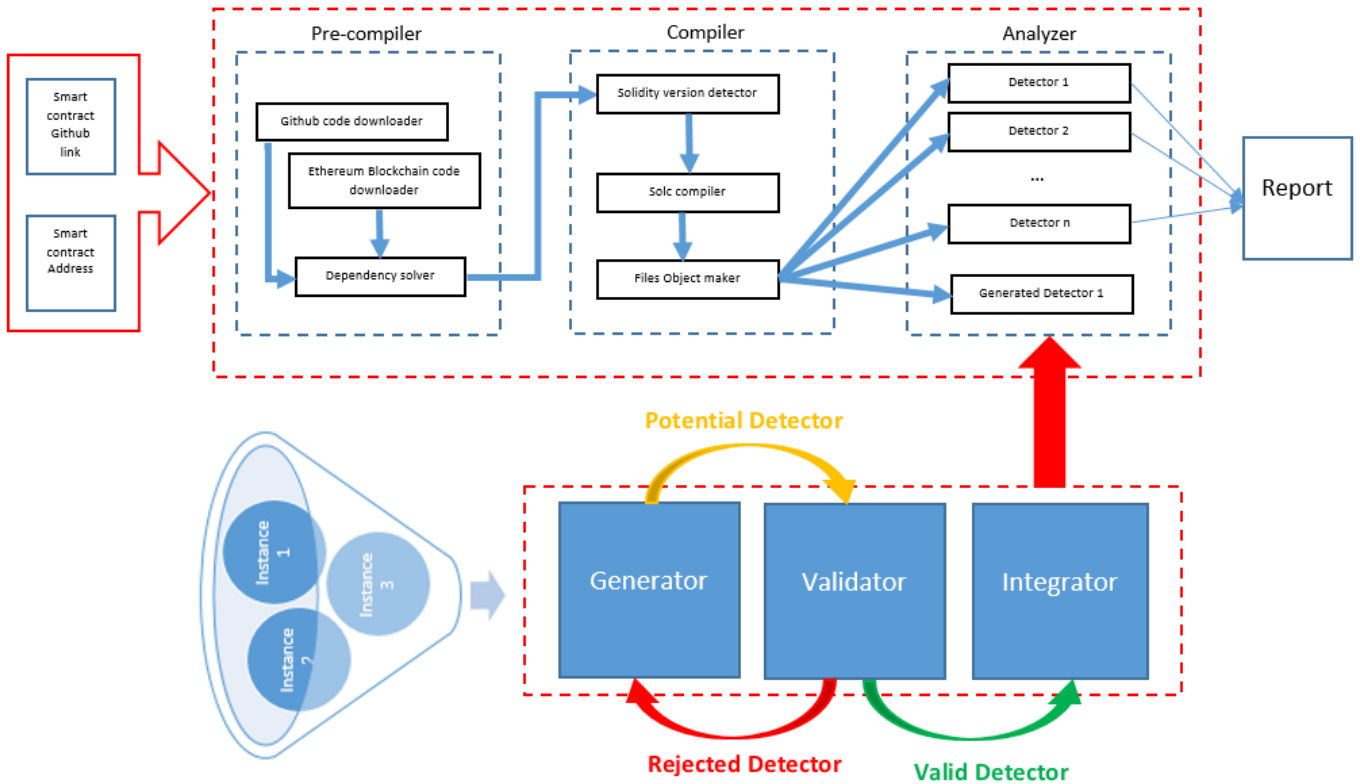 Pre-compiler
Compiler
Analyzer
Smart
contract
Github
link
Smart
contract
Address
Github code downloader
Ethereum Blockchain code
downloader
Dependency solver
Solidity version detector
Solc compiler
Files Object maker
Detector 1
Detector 2
...
Detector n
Generated Detector 1
Report
Potential Detector
Instance
1
Instance
2
Instance
3
Generator
Validator
Integrator
Rejected Detector
Valid Detector